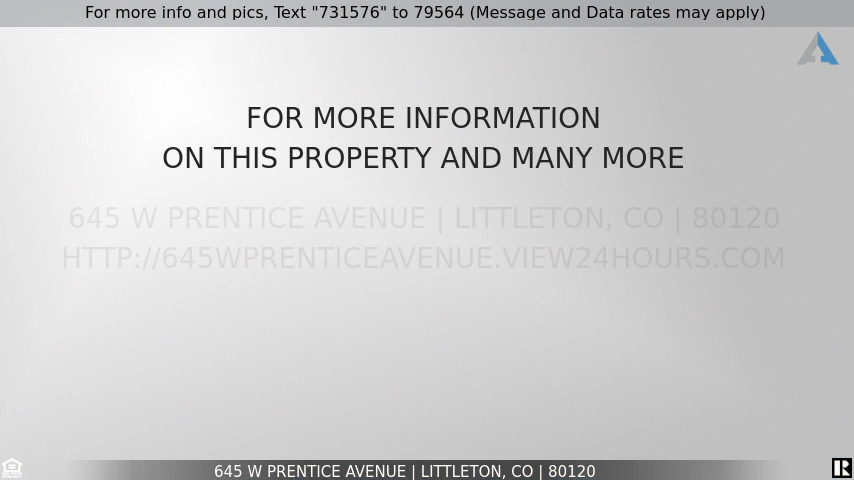 For more info and pics, Text "731576" to 79564 (Message and Data rates may apply)
FOR MORE INFORMATION
ON THIS PROPERTY AND MANY MORE
645 W PRENTICE AVENUE | LITTLETON, CO | 80120
HTTP://645WPRENTICEAVENUE.VIEW24HOURS.COM
645 W PRENTICE AVENUE | LITTLETON, CO | 80120